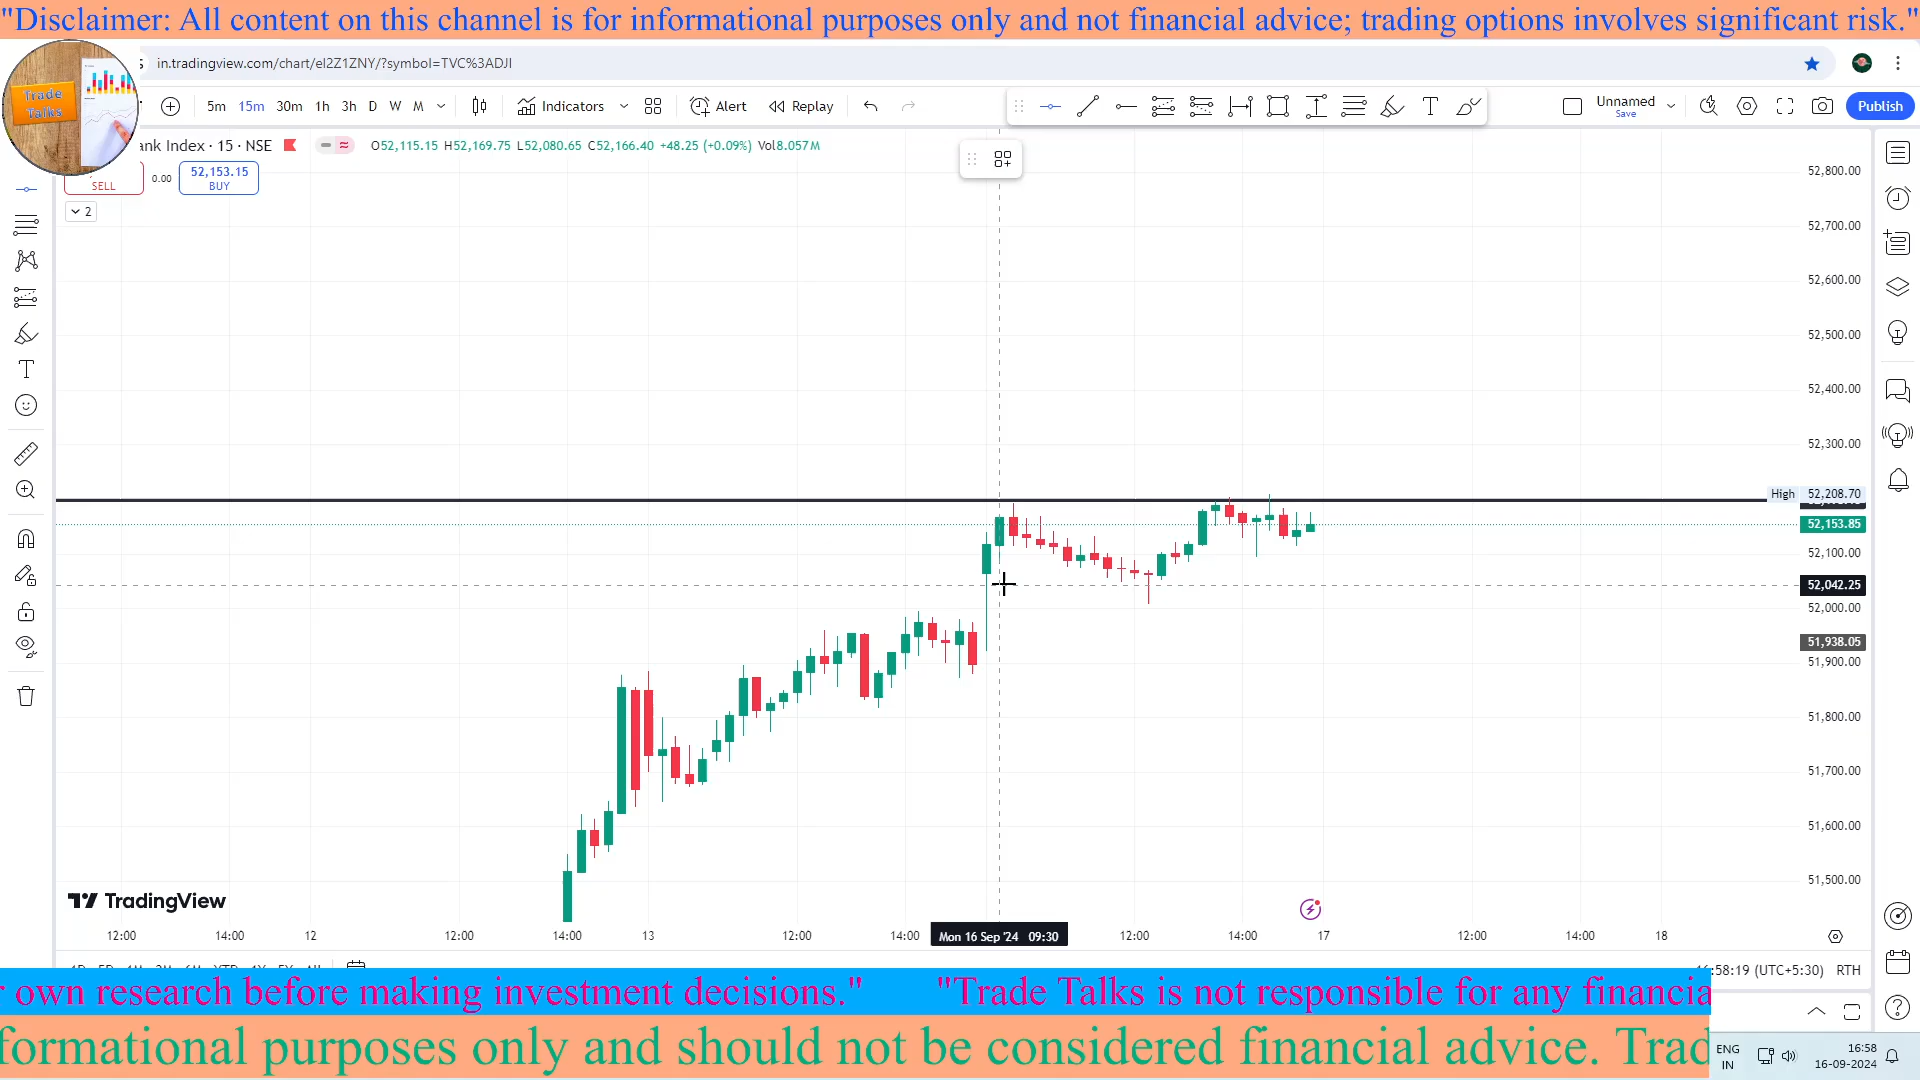 "Disclaimer: All content on this channel is for informational purposes only and not financial advice; trading options involves significant risk."
in.tradingview.com/chart/eI2Z1ZNY/?symbol=TVC%3ADJI
Trade Talks
5m 15m 30m 1h 3h D W M Indicators Alert Replay Unnamed Save Publish
ank Index · 15 · NSE O52,115.15 H52,169.75 L52,080.65 C52,166.40 +48.25 (+0.09%) Vol8.057M
SELL 0.00 52,153.15 BUY
2
52,800.00
52,700.00
52,600.00
52,500.00
52,400.00
52,300.00
High 52,208.70
52,153.85
52,100.00
52,042.25
52,000.00
51,938.05
51,900.00
51,800.00
51,700.00
51,600.00
51,500.00
TradingView
12:00 14:00 12 12:00 14:00 13 12:00 14:00 Mon 16 Sep '24 09:30 12:00 14:00 17 12:00 14:00 18
:58:19 (UTC+5:30) RTH
r own research before making investment decisions." "Trade Talks is not responsible for any financia
formational purposes only and should not be considered financial advice. Trad
ENG IN 16:58 16-09-2024